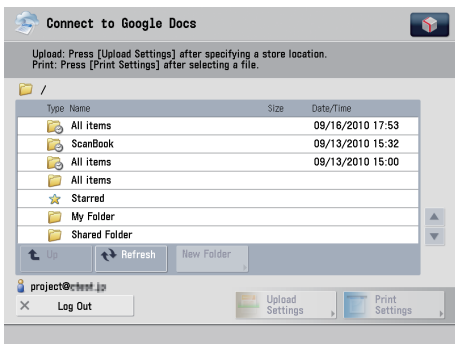 Connect to Google Docs
Upload: Press [Upload Settings] after specifying a store location.
Print: Press [Print Settings] after selecting a file.
/
Type Name Size Date/Time
All items 09/16/2010 17:53
ScanBook 09/13/2010 15:32
All items 09/13/2010 15:00
All items
Starred
My Folder
Shared Folder
Up Refresh New Folder
project@
Log Out
Upload Settings
Print Settings